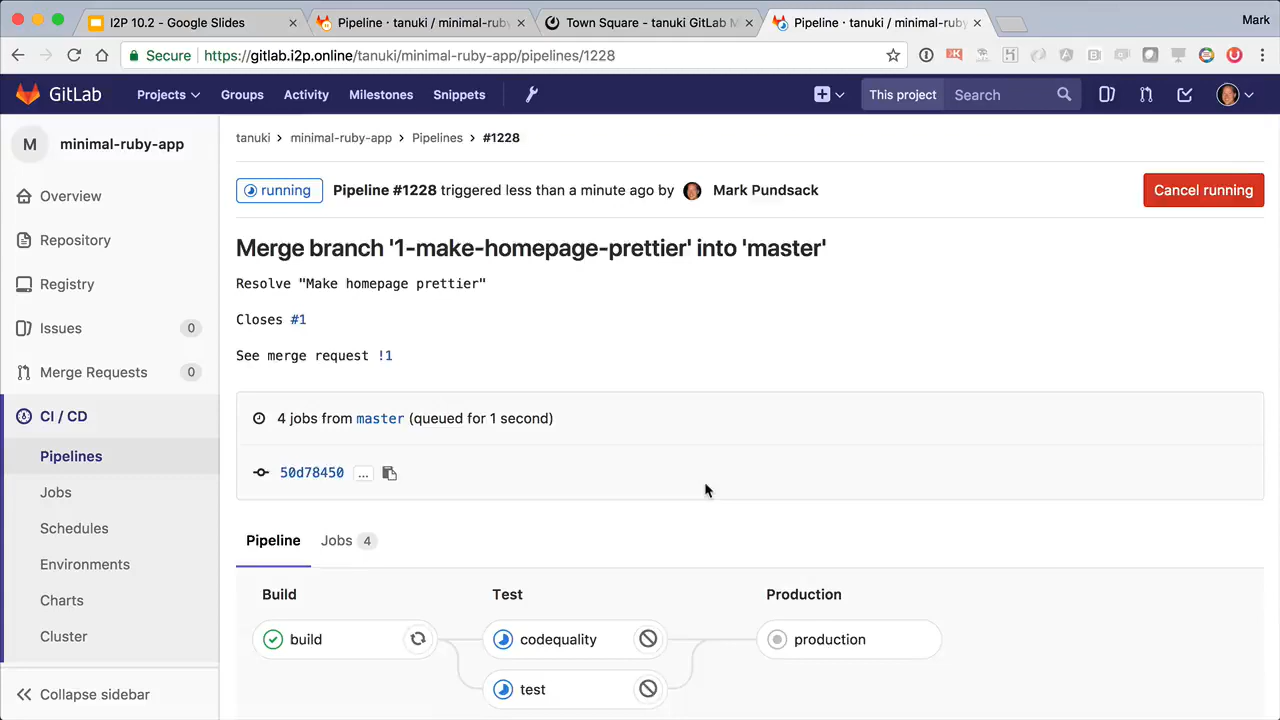 I2P 10.2 - Google Slides
Pipeline · tanuki / minimal-ruby
Town Square - tanuki GitLab M
Pipeline · tanuki / minimal-ruby
Mark
Secure https://gitlab.i2p.online/tanuki/minimal-ruby-app/pipelines/1228
GitLab Projects Groups Activity Milestones Snippets This project Search
M minimal-ruby-app
tanuki > minimal-ruby-app > Pipelines > #1228
Overview
Repository
Registry
Issues 0
Merge Requests 0
CI / CD
Pipelines
Jobs
Schedules
Environments
Charts
Cluster
Collapse sidebar
running Pipeline #1228 triggered less than a minute ago by Mark Pundsack Cancel running
Merge branch '1-make-homepage-prettier' into 'master'
Resolve "Make homepage prettier"
Closes #1
See merge request !1
4 jobs from master (queued for 1 second)
50d78450 ...
Pipeline Jobs 4
Build Test Production
build codequality production
test